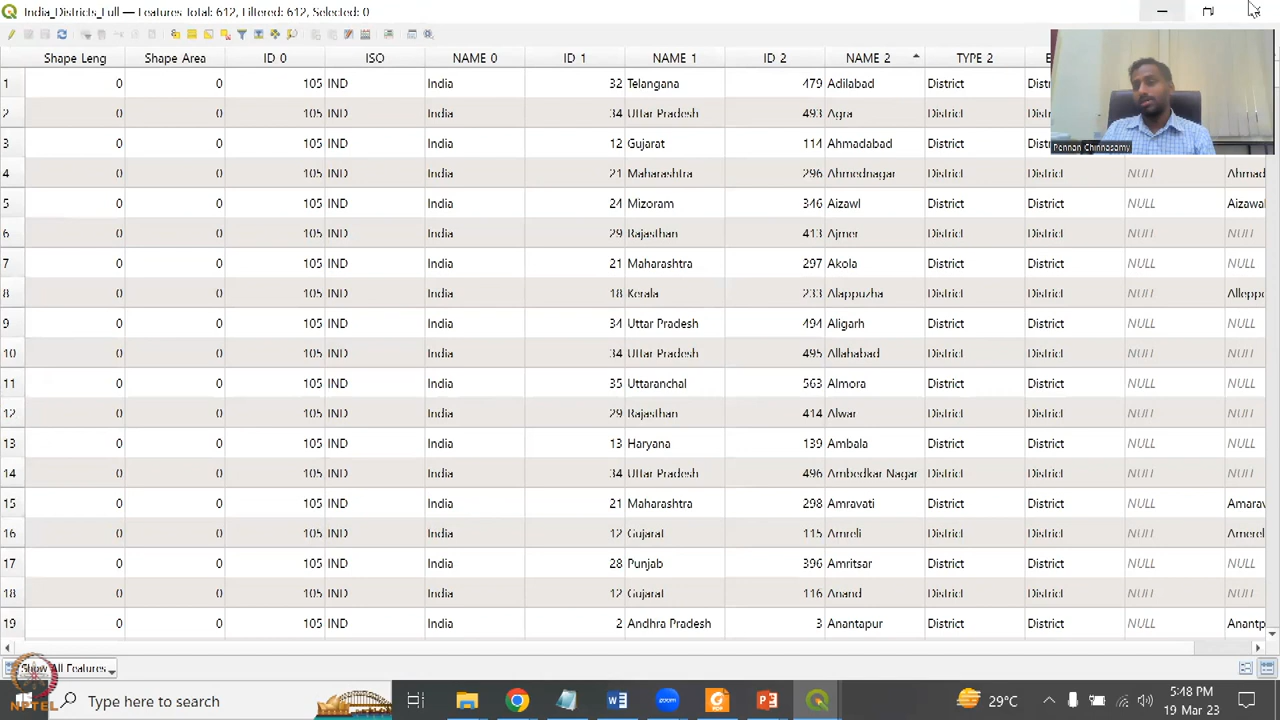 India_Districts_Full — Features Total: 612, Filtered: 612, Selected: 0
Shape Leng Shape Area ID 0 ISO NAME 0 ID 1 NAME 1 ID 2 NAME 2 TYPE 2
1 0 0 105 IND India 32 Telangana 479 Adilabad District
2 0 0 105 IND India 34 Uttar Pradesh 493 Agra District
3 0 0 105 IND India 12 Gujarat 114 Ahmadabad District
Pennan Chinnasamy
4 0 0 105 IND India 21 Maharashtra 296 Ahmednagar District District NULL Ahmad
5 0 0 105 IND India 24 Mizoram 346 Aizawl District District NULL Aizawa
6 0 0 105 IND India 29 Rajasthan 413 Ajmer District District NULL NULL
7 0 0 105 IND India 21 Maharashtra 297 Akola District District NULL NULL
8 0 0 105 IND India 18 Kerala 233 Alappuzha District District NULL Allepp
9 0 0 105 IND India 34 Uttar Pradesh 494 Aligarh District District NULL NULL
10 0 0 105 IND India 34 Uttar Pradesh 495 Allahabad District District NULL NULL
11 0 0 105 IND India 35 Uttaranchal 563 Almora District District NULL NULL
12 0 0 105 IND India 29 Rajasthan 414 Alwar District District NULL NULL
13 0 0 105 IND India 13 Haryana 139 Ambala District District NULL NULL
14 0 0 105 IND India 34 Uttar Pradesh 496 Ambedkar Nagar District District NULL NULL
15 0 0 105 IND India 21 Maharashtra 298 Amravati District District NULL Amarav
16 0 0 105 IND India 12 Gujarat 115 Amreli District District NULL Amerel
17 0 0 105 IND India 28 Punjab 396 Amritsar District District NULL NULL
18 0 0 105 IND India 12 Gujarat 116 Anand District District NULL NULL
19 0 0 105 IND India 2 Andhra Pradesh 3 Anantapur District District NULL Anantp
Show All Features
NPTEL
Type here to search
29°C
5:48 PM
19 Mar 23